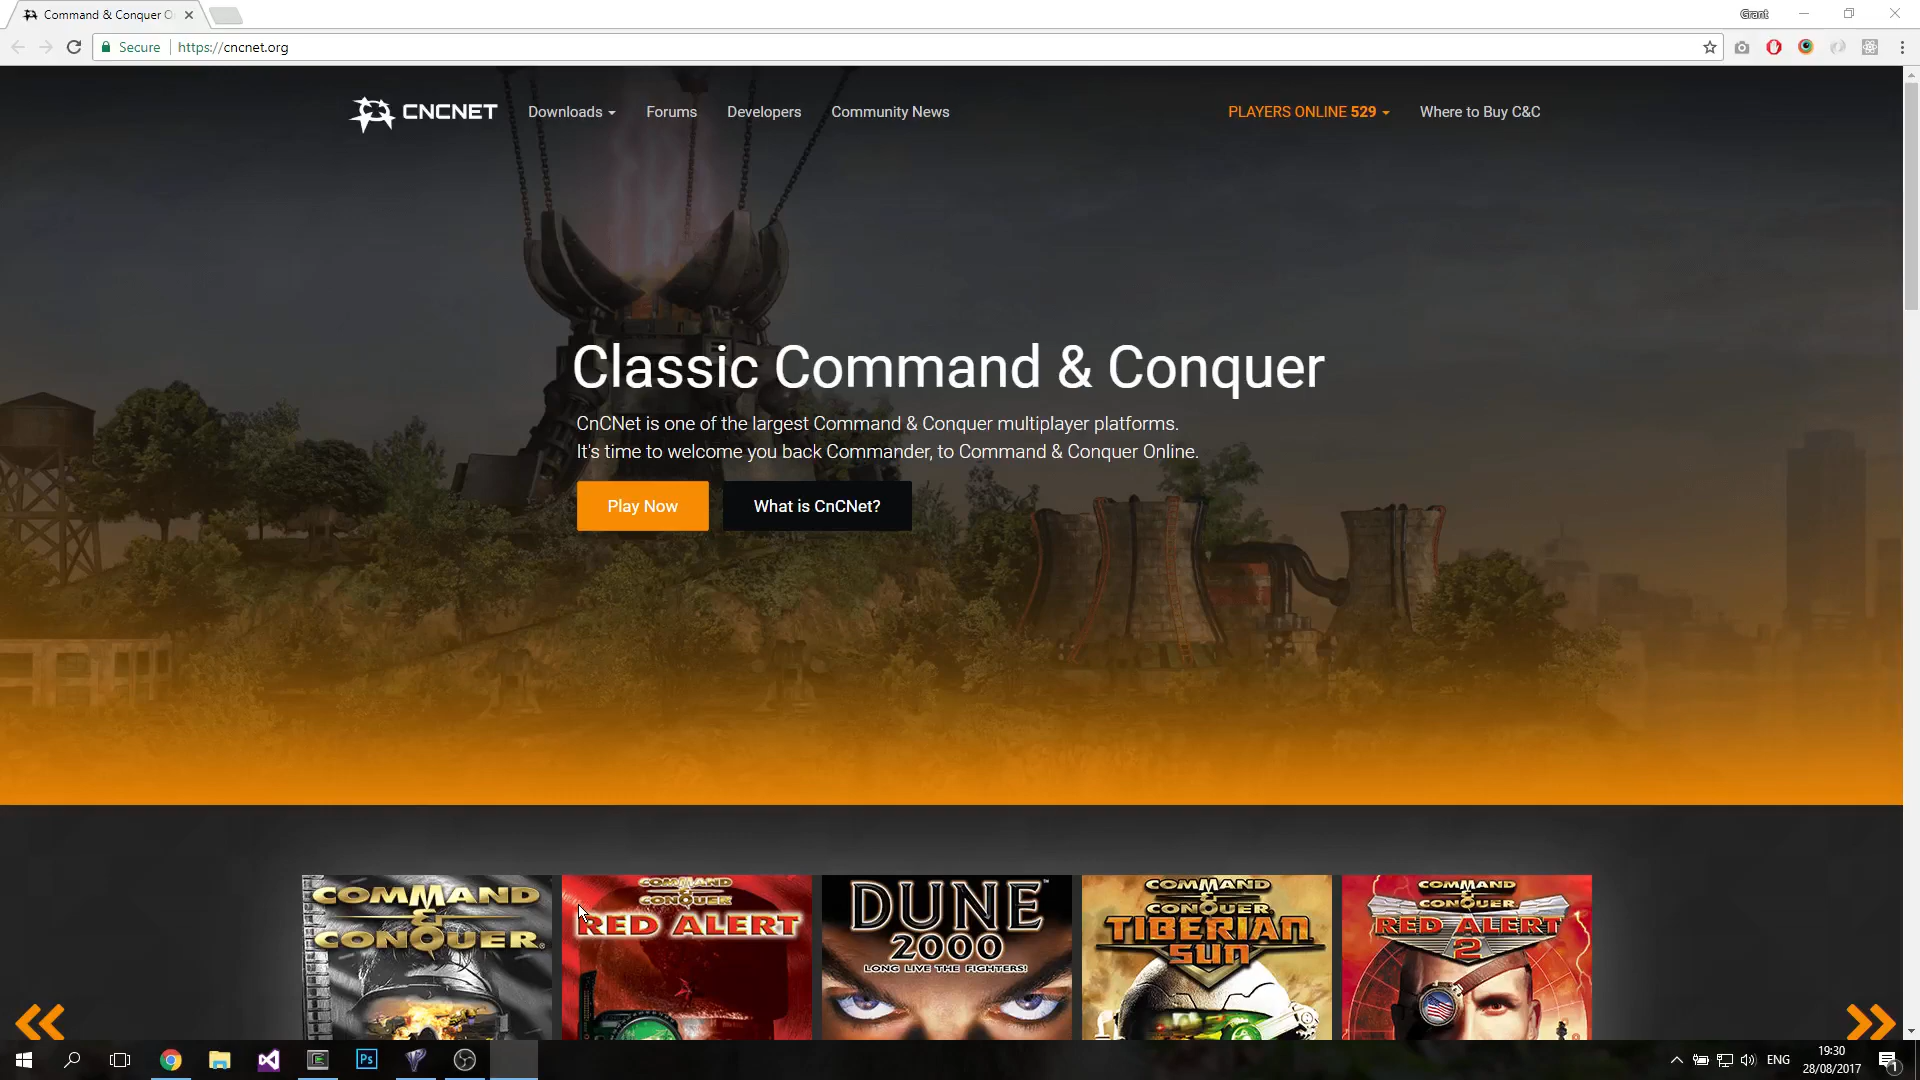 Command & Conquer O
Grant
Secure https://cncnet.org
CNCNET Downloads Forums Developers Community News PLAYERS ONLINE 529 Where to Buy C&C
Classic Command & Conquer
CnCNet is one of the largest Command & Conquer multiplayer platforms.
It's time to welcome you back Commander, to Command & Conquer Online.
Play Now What is CnCNet?
COMMAND
&
CONQUER
COMMAND
&
CONQUER
RED ALERT
DUNE
2000
LONG LIVE THE FIGHTERS!
COMMAND
&
CONQUER
TIBERIAN
SUN
COMMAND
&
CONQUER
RED ALERT
2
Ps
ENG
19:30
28/08/2017
1